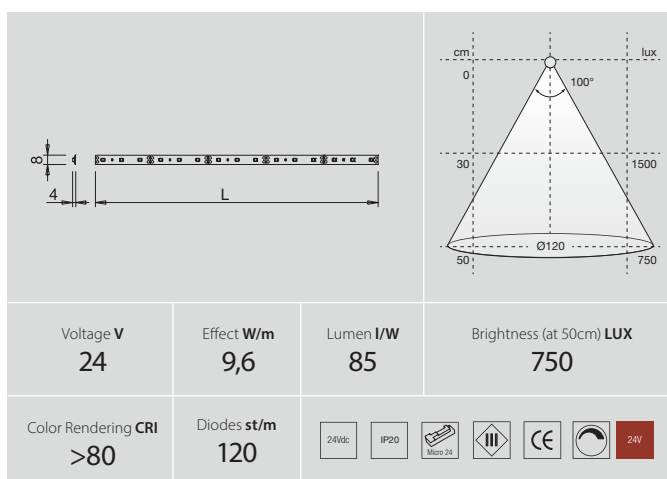 8
4
L
cm
lux
0
100°
30
1500
Ø120
50
750
Voltage V
24
Effect W/m
9,6
Lumen l/W
85
Brightness (at 50cm) LUX
750
Color Rendering CRI
>80
Diodes st/m
120
24Vdc
IP20
Micro 24
III
CE
24V